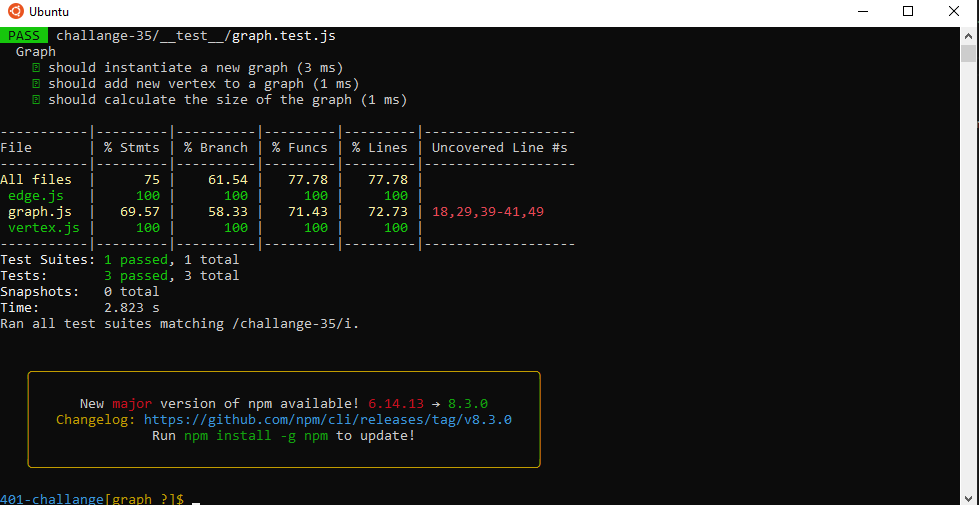 Ubuntu
PASS challange-35/__test__/graph.test.js
Graph
should instantiate a new graph (3 ms)
should add new vertex to a graph (1 ms)
should calculate the size of the graph (1 ms)
-----------|---------|----------|---------|---------|-------------------
File | % Stmts | % Branch | % Funcs | % Lines | Uncovered Line #s
-----------|---------|----------|---------|---------|-------------------
All files | 75 | 61.54 | 77.78 | 77.78 |
edge.js | 100 | 100 | 100 | 100 |
graph.js | 69.57 | 58.33 | 71.43 | 72.73 | 18,29,39-41,49
vertex.js | 100 | 100 | 100 | 100 |
-----------|---------|----------|---------|---------|-------------------
Test Suites: 1 passed, 1 total
Tests: 3 passed, 3 total
Snapshots: 0 total
Time: 2.823 s
Ran all test suites matching /challange-35/i.
New major version of npm available! 6.14.13 → 8.3.0
Changelog: https://github.com/npm/cli/releases/tag/v8.3.0
Run npm install -g npm to update!
401-challange[graph ?]$